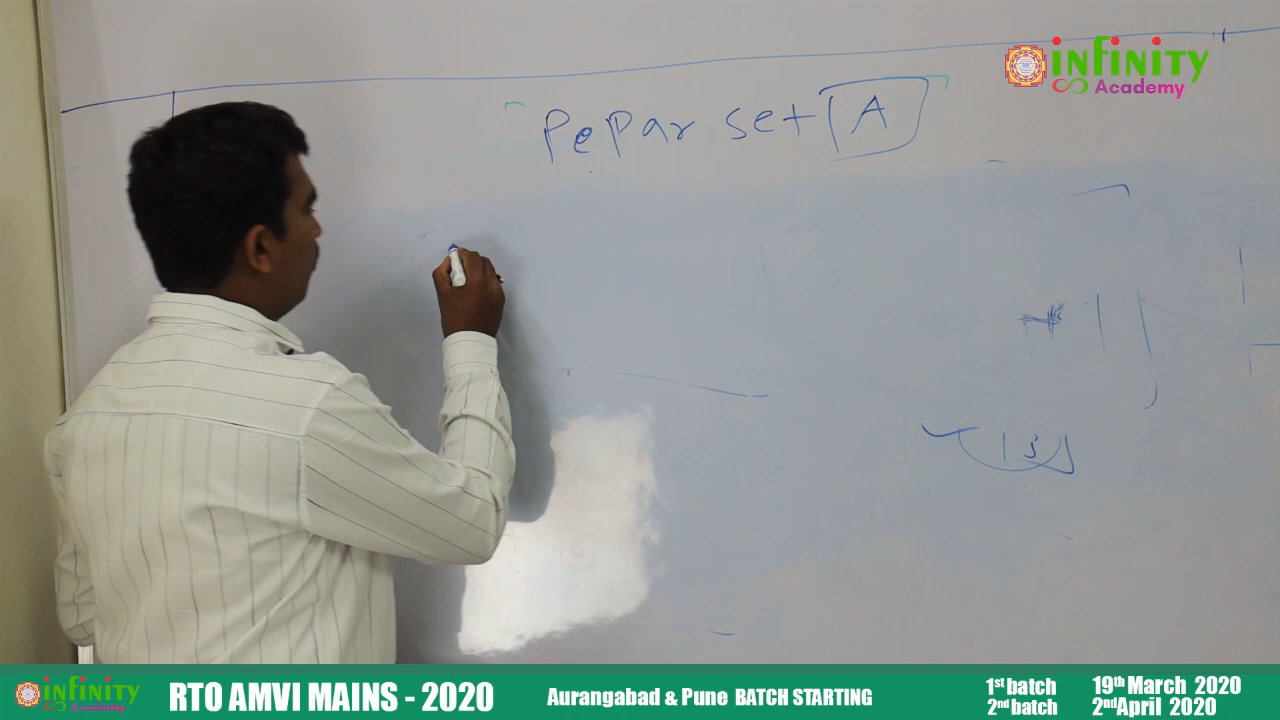 infinity
Academy
Pepar set A
13
infinity
Academy
RTO AMVI MAINS - 2020
Aurangabad & Pune BATCH STARTING
1st batch 19th March 2020
2nd batch 2nd April 2020